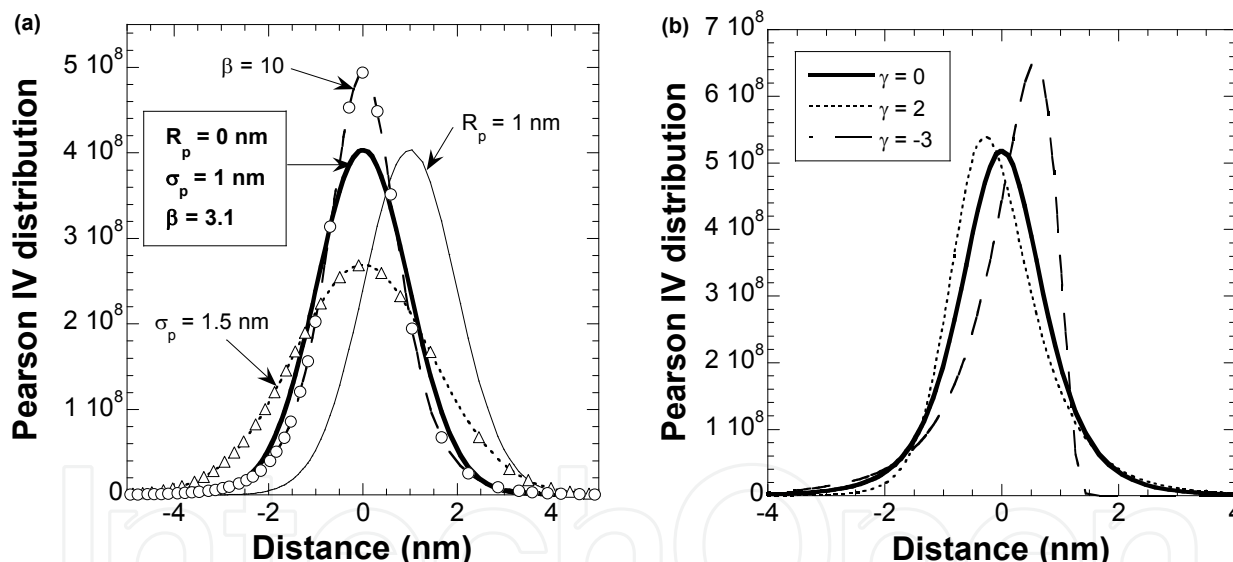 (a)
Pearson IV distribution
5 10⁸
4 10⁸
3 10⁸
2 10⁸
1 10⁸
0
β = 10
R_p = 0 nm
σ_p = 1 nm
β = 3.1
R_p = 1 nm
σ_p = 1.5 nm
-4 -2 0 2 4
Distance (nm)
(b)
Pearson IV distribution
7 10⁸
6 10⁸
5 10⁸
4 10⁸
3 10⁸
2 10⁸
1 10⁸
0
γ = 0
γ = 2
γ = -3
-4 -2 0 2 4
Distance (nm)
IntechOpen